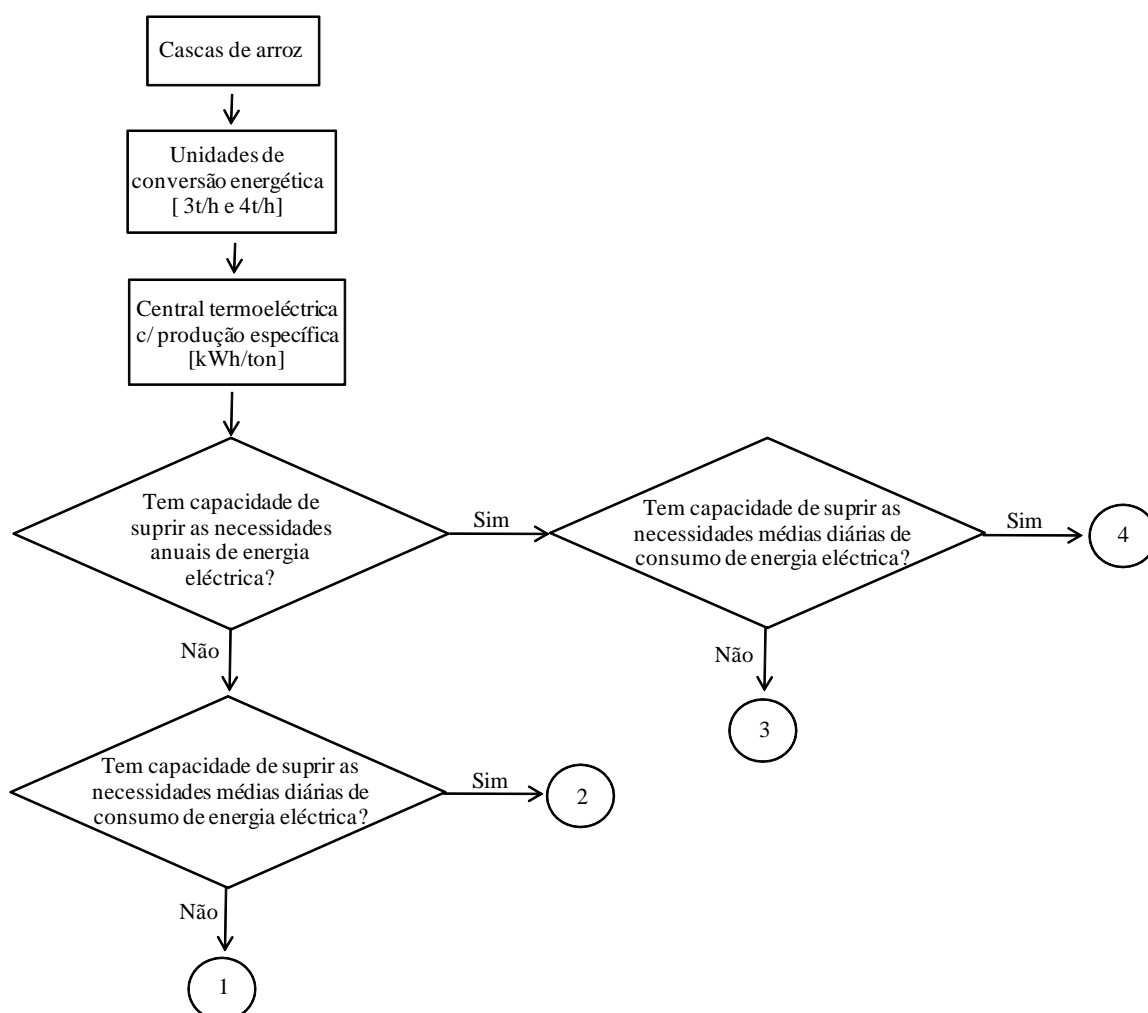 Cascas de arroz
Unidades de
conversão energética
[ 3t/h e 4t/h]
Central termoeléctrica
c/ produção específica
[kWh/ton]
Tem capacidade de
suprir as necessidades
anuais de energia
eléctrica?
Sim
Tem capacidade de suprir as
necessidades médias diárias de
consumo de energia eléctrica?
Sim
4
Não
Não
3
Tem capacidade de suprir as
necessidades médias diárias de
consumo de energia eléctrica?
Sim
2
Não
1